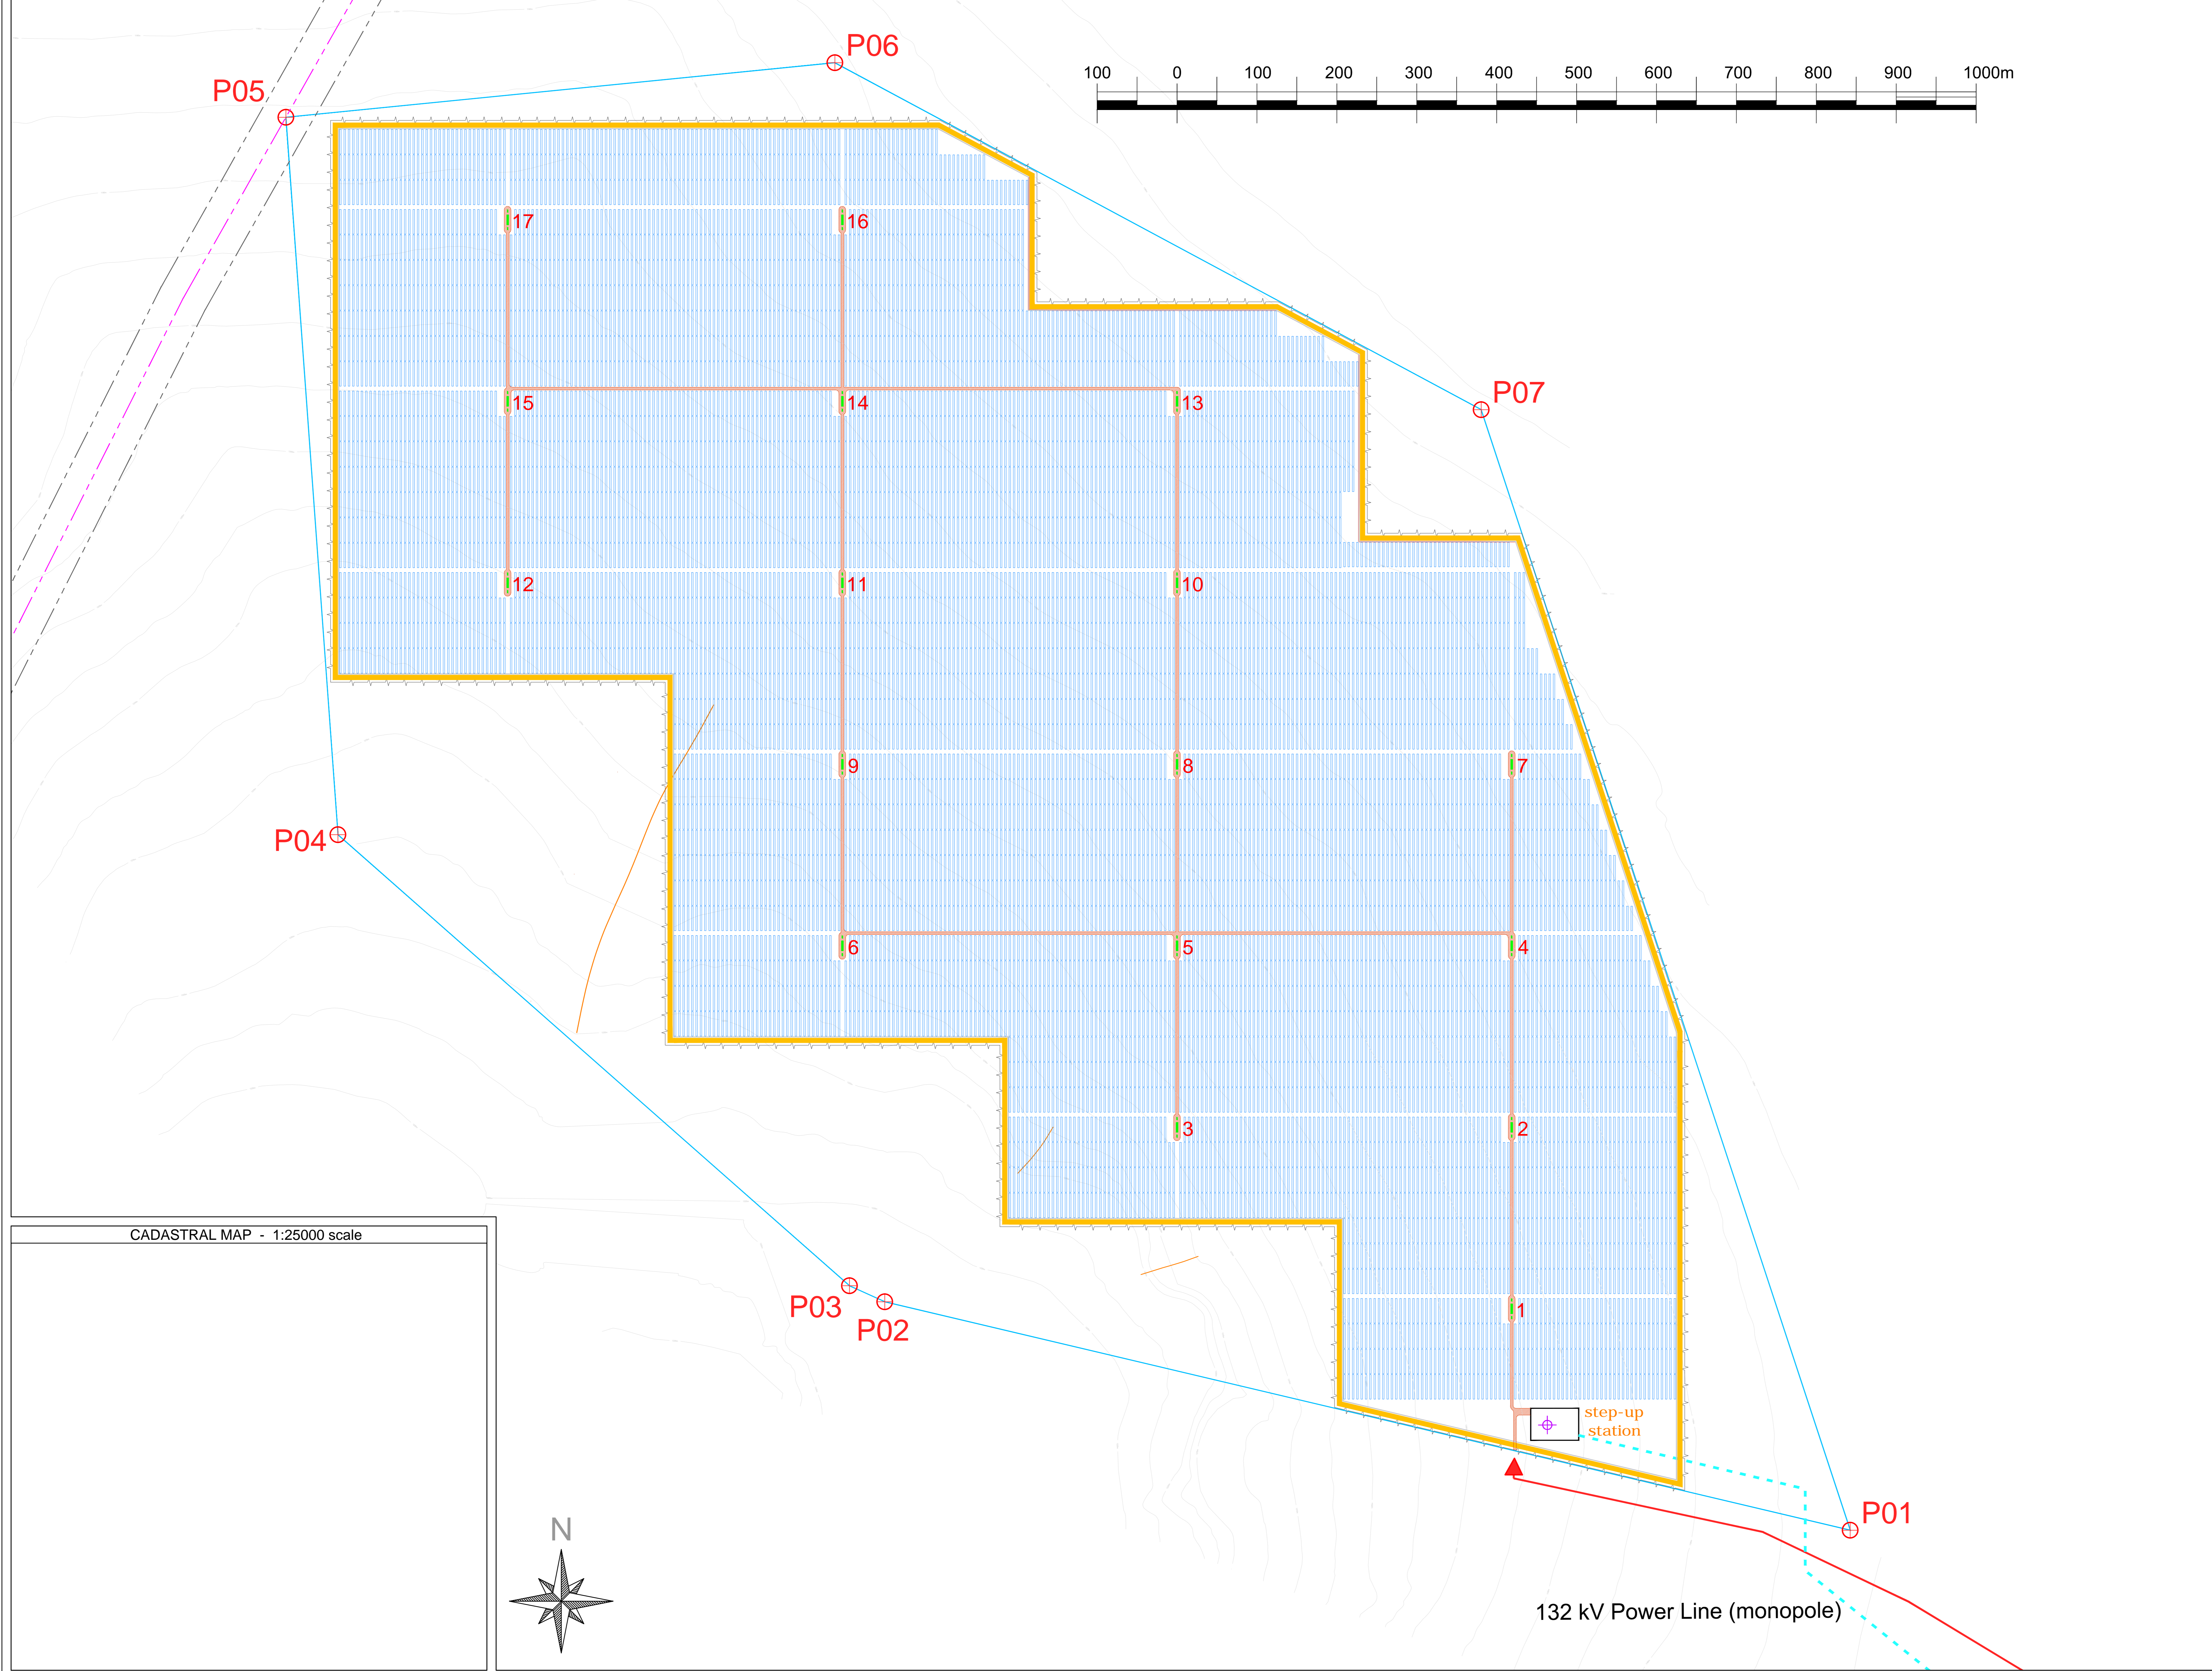 P06
100 0 100 200 300 400 500 600 700 800 900 1000m
P05
17
16
P07
15
14
13
12
11
10
9
8
7
P04
6
5
4
3
2
CADASTRAL MAP - 1:25000 scale
P03
P02
1
step-up
station
P01
N
132 kV Power Line (monopole)